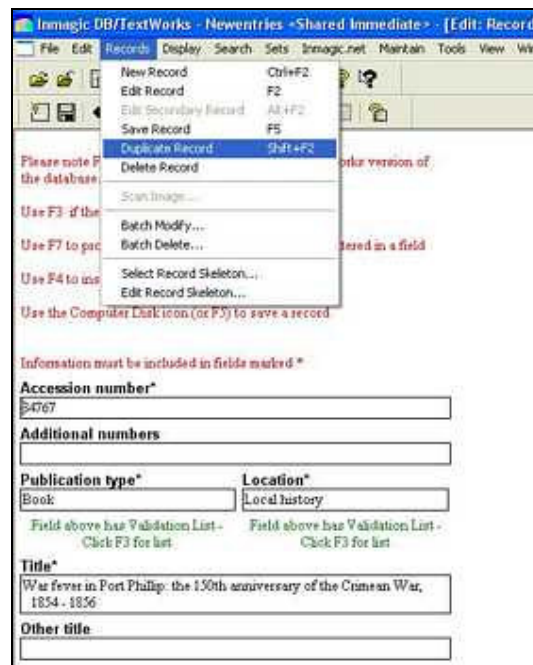 Inmagic DB/TextWorks - Newentries <Shared Immediate> - [Edit: Record
File Edit Records Display Search Sets Inmagic.net Maintain Tools View
New Record Ctrl+F2
Edit Record F2
Edit Secondary Record Alt+F2
Save Record F5
Duplicate Record Shift+F2
Delete Record
Scan Image...
Batch Modify...
Batch Delete...
Select Record Skeleton...
Edit Record Skeleton...
Please note version of
the database
Use F3 if the
Use F7 to in a field
Use F4 to
Use the Computer Disk icon (or F5) to save a record
Information must be included in fields marked *
Accession number*
34767
Additional numbers
Publication type* Location*
Book Local history
Field above has Validation List - Field above has Validation List -
Click F3 for list Click F3 for list
Title*
War fever in Port Phillip: the 150th anniversary of the Crimean War,
1854 - 1856
Other title